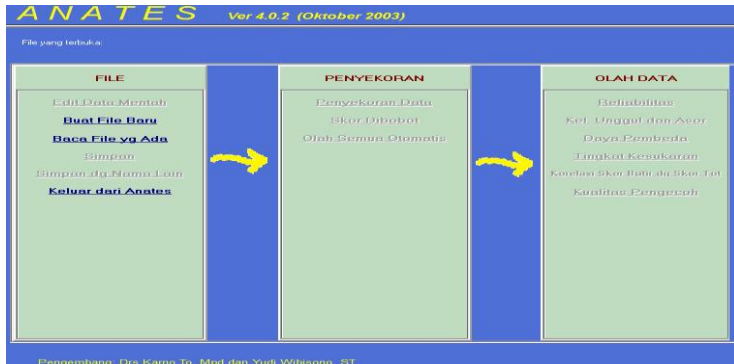 ANATES Ver 4.0.2 (Oktober 2003)
File yang terbuka:
FILE
Edit Data Mentah
Buat File Baru
Baca File yg Ada
Simpan
Simpan dg Nama Lain
Keluar dari Anates
PENYEKORAN
Penyekoran Data
Skor Dibobot
Olah Semua Otomatis
OLAH DATA
Reliabilitas
Kel. Unggul dan Asor
Daya Pembeda
Tingkat Kesukaran
Korelasi Skor Butir dg Skor Tot
Kualitas Pengecoh
Pengembang: Drs Karno To, Mpd dan Yudi Wibisono, ST